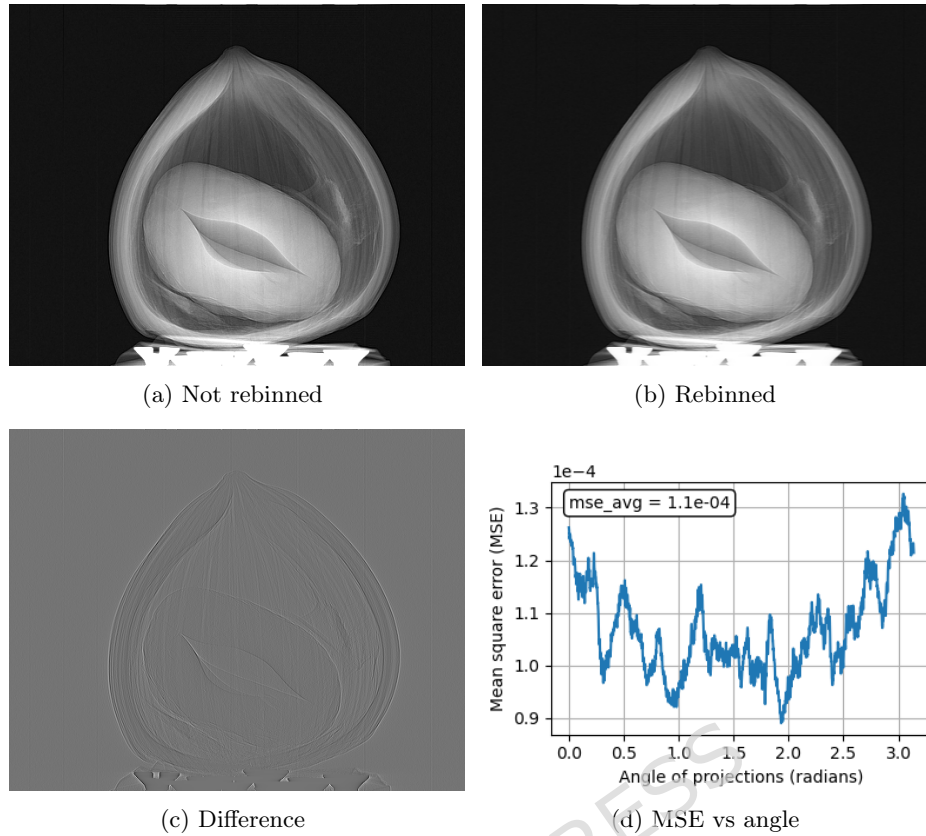 (a) Not rebinned
(b) Rebinned
(c) Difference
1e−4
mse_avg = 1.1e-04
Mean square error (MSE)
1.3
1.2
1.1
1.0
0.9
0.0 0.5 1.0 1.5 2.0 2.5 3.0
Angle of projections (radians)
(d) MSE vs angle
RESS